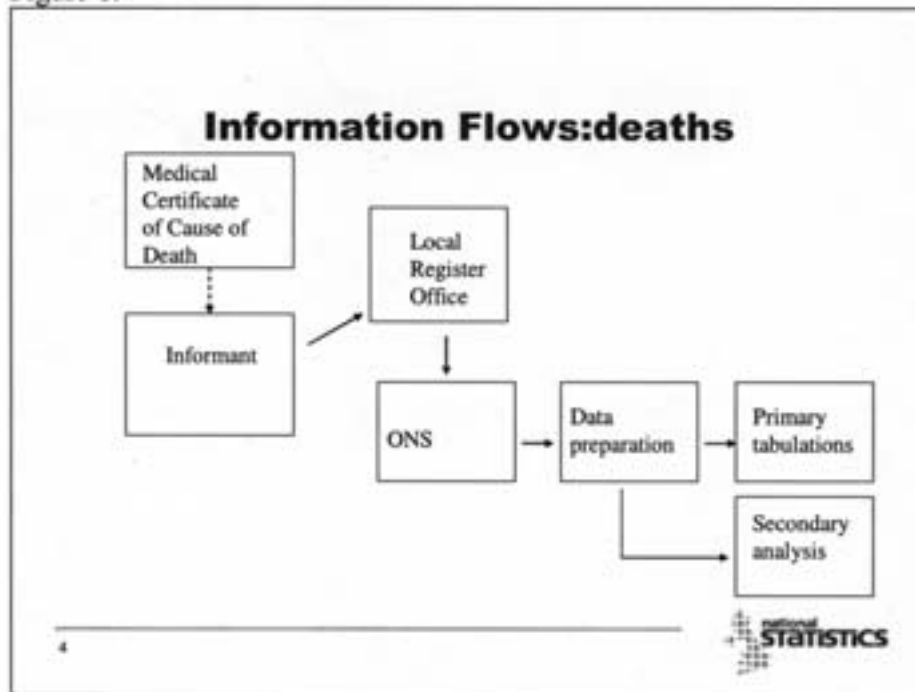 Information Flows:deaths
Medical
Certificate
of Cause of
Death
Local
Register
Office
Informant
ONS
Data
preparation
Primary
tabulations
Secondary
analysis
4
national
STATISTICS